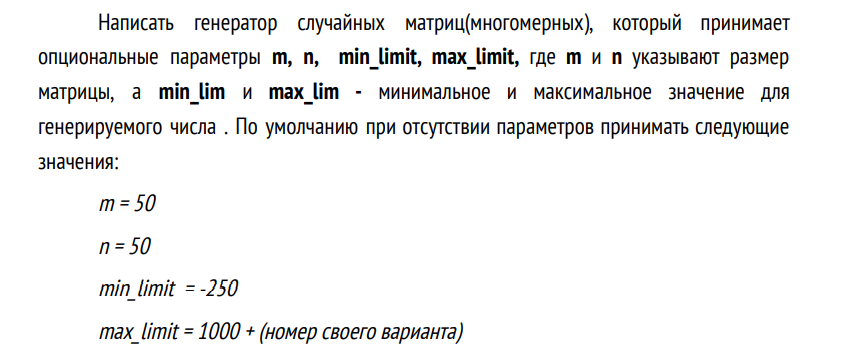 Написать генератор случайных матриц(многомерных), который принимает
опциональные параметры m, n, min_limit, max_limit, где m и n указывают размер
матрицы, а min_lim и max_lim - минимальное и максимальное значение для
генерируемого числа . По умолчанию при отсутствии параметров принимать следующие
значения:
m = 50
n = 50
min_limit = -250
max_limit = 1000 + (номер своего варианта)